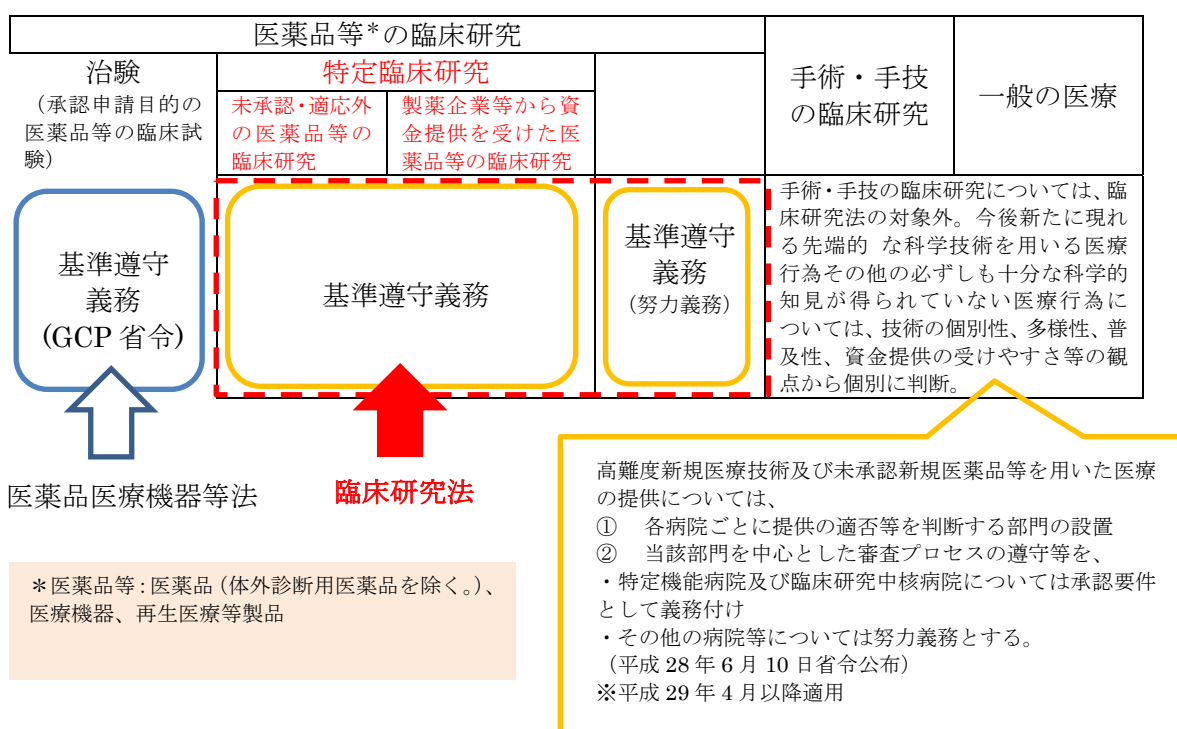 医薬品等*の臨床研究
治験
（承認申請目的の
医薬品等の臨床試
験）
特定臨床研究
未承認・適応外
の医薬品等の
臨床研究
製薬企業等から資
金提供を受けた医
薬品等の臨床研究
手術・手技
の臨床研究
一般の医療
基準遵守
義務
(GCP 省令)
基準遵守義務
基準遵守
義務
(努力義務)
手術・手技の臨床研究については、臨
床研究法の対象外。今後新たに現れ
る先端的 な科学技術を用いる医療
行為その他の必ずしも十分な科学的
知見が得られていない医療行為に
ついては、技術の個別性、多様性、普
及性、資金提供の受けやすさ等の観
点から個別に判断。
医薬品医療機器等法
臨床研究法
高難度新規医療技術及び未承認新規医薬品等を用いた医療
の提供については、
① 各病院ごとに提供の適否等を判断する部門の設置
② 当該部門を中心とした審査プロセスの遵守等を、
・特定機能病院及び臨床研究中核病院については承認要件
として義務付け
・その他の病院等については努力義務とする。
（平成 28 年 6 月 10 日省令公布）
※平成 29 年 4 月以降適用
＊医薬品等：医薬品（体外診断用医薬品を除く。）、
医療機器、再生医療等製品